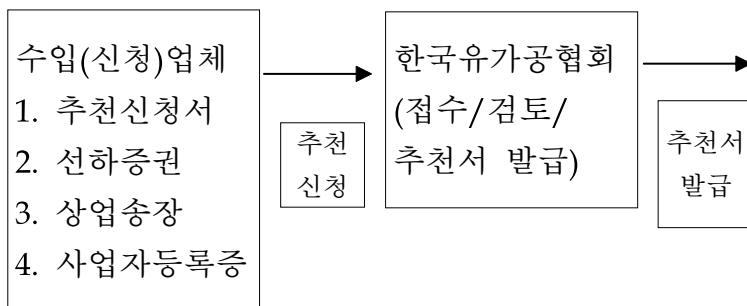 수입(신청)업체
1. 추천신청서
2. 선하증권
3. 상업송장
4. 사업자등록증
추천
신청
한국유가공협회
(접수/검토/
추천서 발급)
추천서
발급